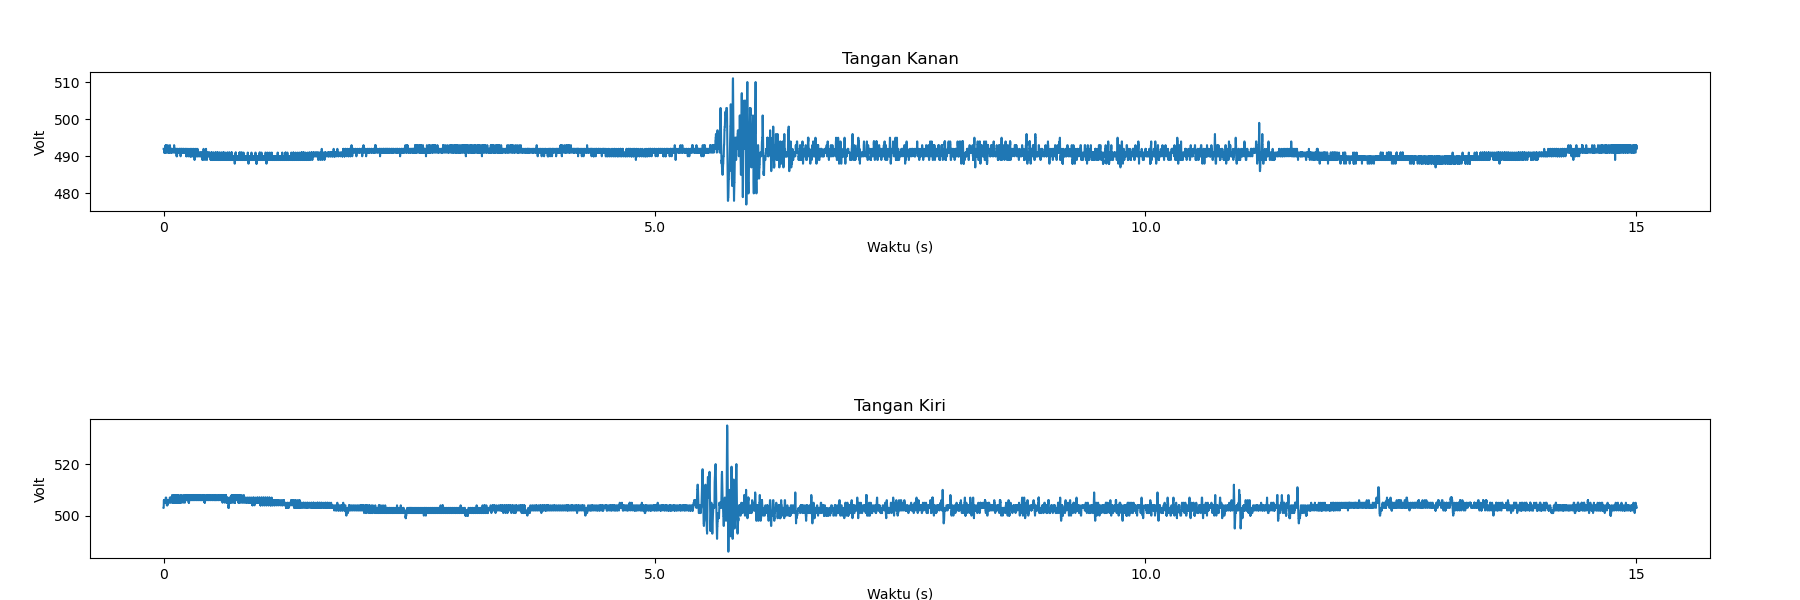 Tangan Kanan
510
500
490
480
Volt
0 5.0 10.0 15
Waktu (s)
Tangan Kiri
520
500
Volt
0 5.0 10.0 15
Waktu (s)